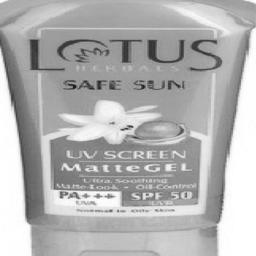 LOTUS
HERBALS
SAFE SUN
UV SCREEN
MatteGEL
Ultra Soothing
Matte Look • Oil-Control
PA+++ SPF 50
UVA UVB
Normal to Oily Skin